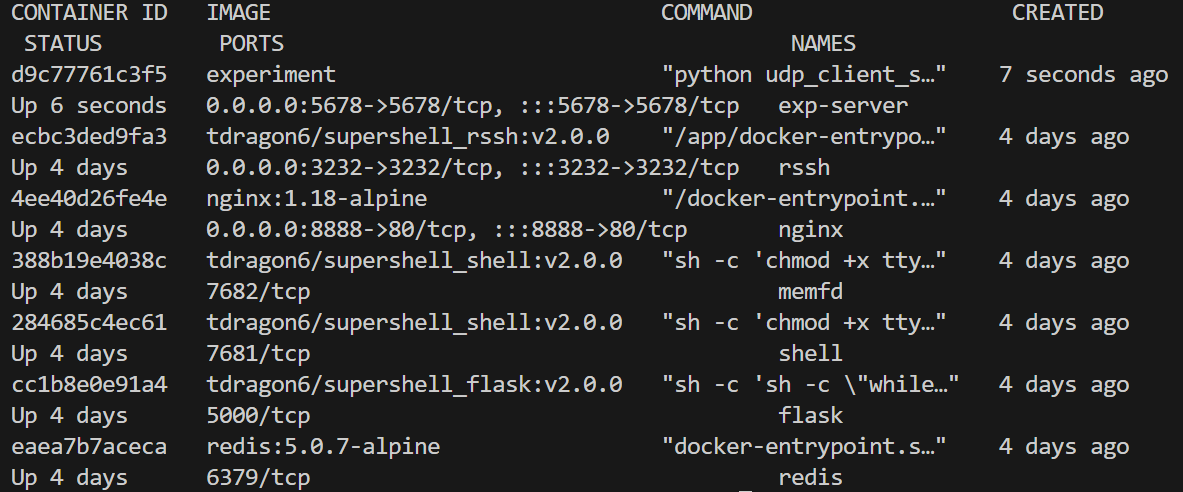 CONTAINER ID   IMAGE                              COMMAND                    CREATED
 STATUS         PORTS                                       NAMES
d9c77761c3f5   experiment                         "python udp_client_s…"    7 seconds ago
Up 6 seconds   0.0.0.0:5678->5678/tcp, :::5678->5678/tcp   exp-server
ecbc3ded9fa3   tdragon6/supershell_rssh:v2.0.0    "/app/docker-entrypo…"    4 days ago
Up 4 days      0.0.0.0:3232->3232/tcp, :::3232->3232/tcp   rssh
4ee40d26fe4e   nginx:1.18-alpine                  "/docker-entrypoint.…"    4 days ago
Up 4 days      0.0.0.0:8888->80/tcp, :::8888->80/tcp       nginx
388b19e4038c   tdragon6/supershell_shell:v2.0.0   "sh -c 'chmod +x tty…"    4 days ago
Up 4 days      7682/tcp                                    memfd
284685c4ec61   tdragon6/supershell_shell:v2.0.0   "sh -c 'chmod +x tty…"    4 days ago
Up 4 days      7681/tcp                                    shell
cc1b8e0e91a4   tdragon6/supershell_flask:v2.0.0   "sh -c 'sh -c \"while…"   4 days ago
Up 4 days      5000/tcp                                    flask
eaea7b7aceca   redis:5.0.7-alpine                 "docker-entrypoint.s…"    4 days ago
Up 4 days      6379/tcp                                    redis